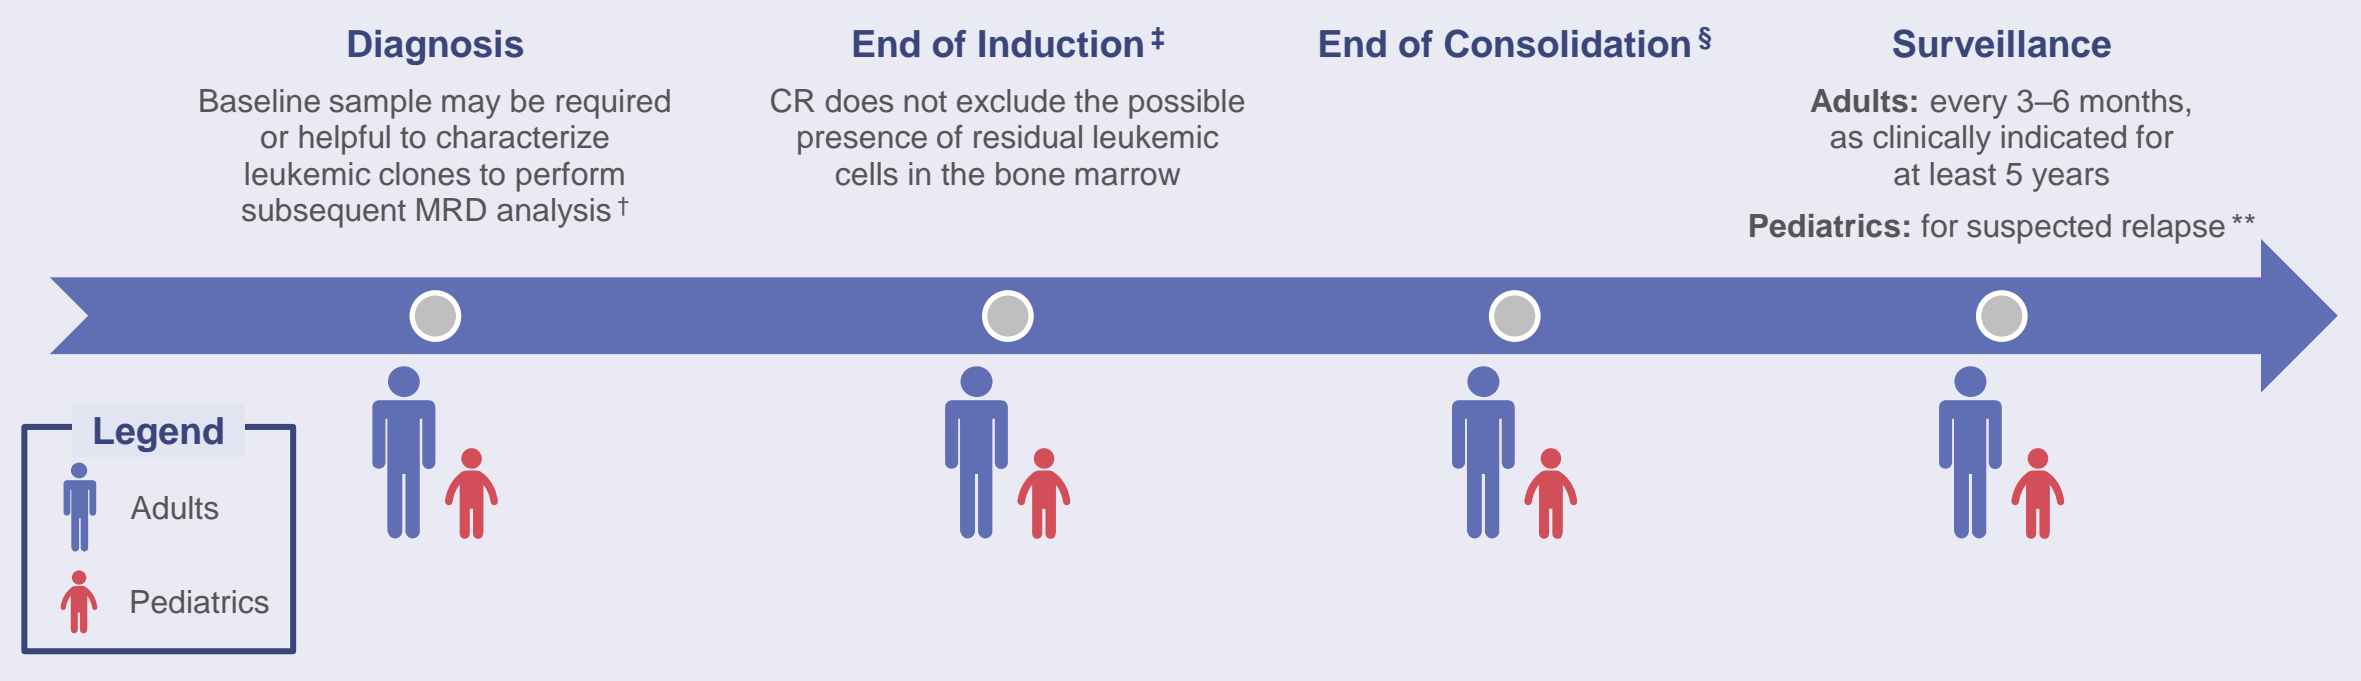 Diagnosis
Baseline sample may be required
or helpful to characterize
leukemic clones to perform
subsequent MRD analysis †
End of Induction ‡
CR does not exclude the possible
presence of residual leukemic
cells in the bone marrow
End of Consolidation §
Surveillance
Adults: every 3–6 months,
as clinically indicated for
at least 5 years
Pediatrics: for suspected relapse **
Legend
Adults
Pediatrics